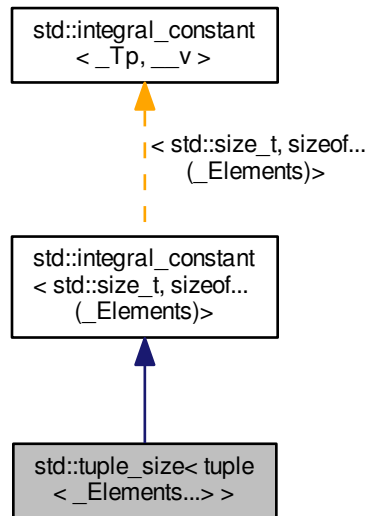 std::integral_constant
< _Tp, __v >
< std::size_t, sizeof...
(_Elements)>
std::integral_constant
< std::size_t, sizeof...
(_Elements)>
std::tuple_size< tuple
< _Elements...> >